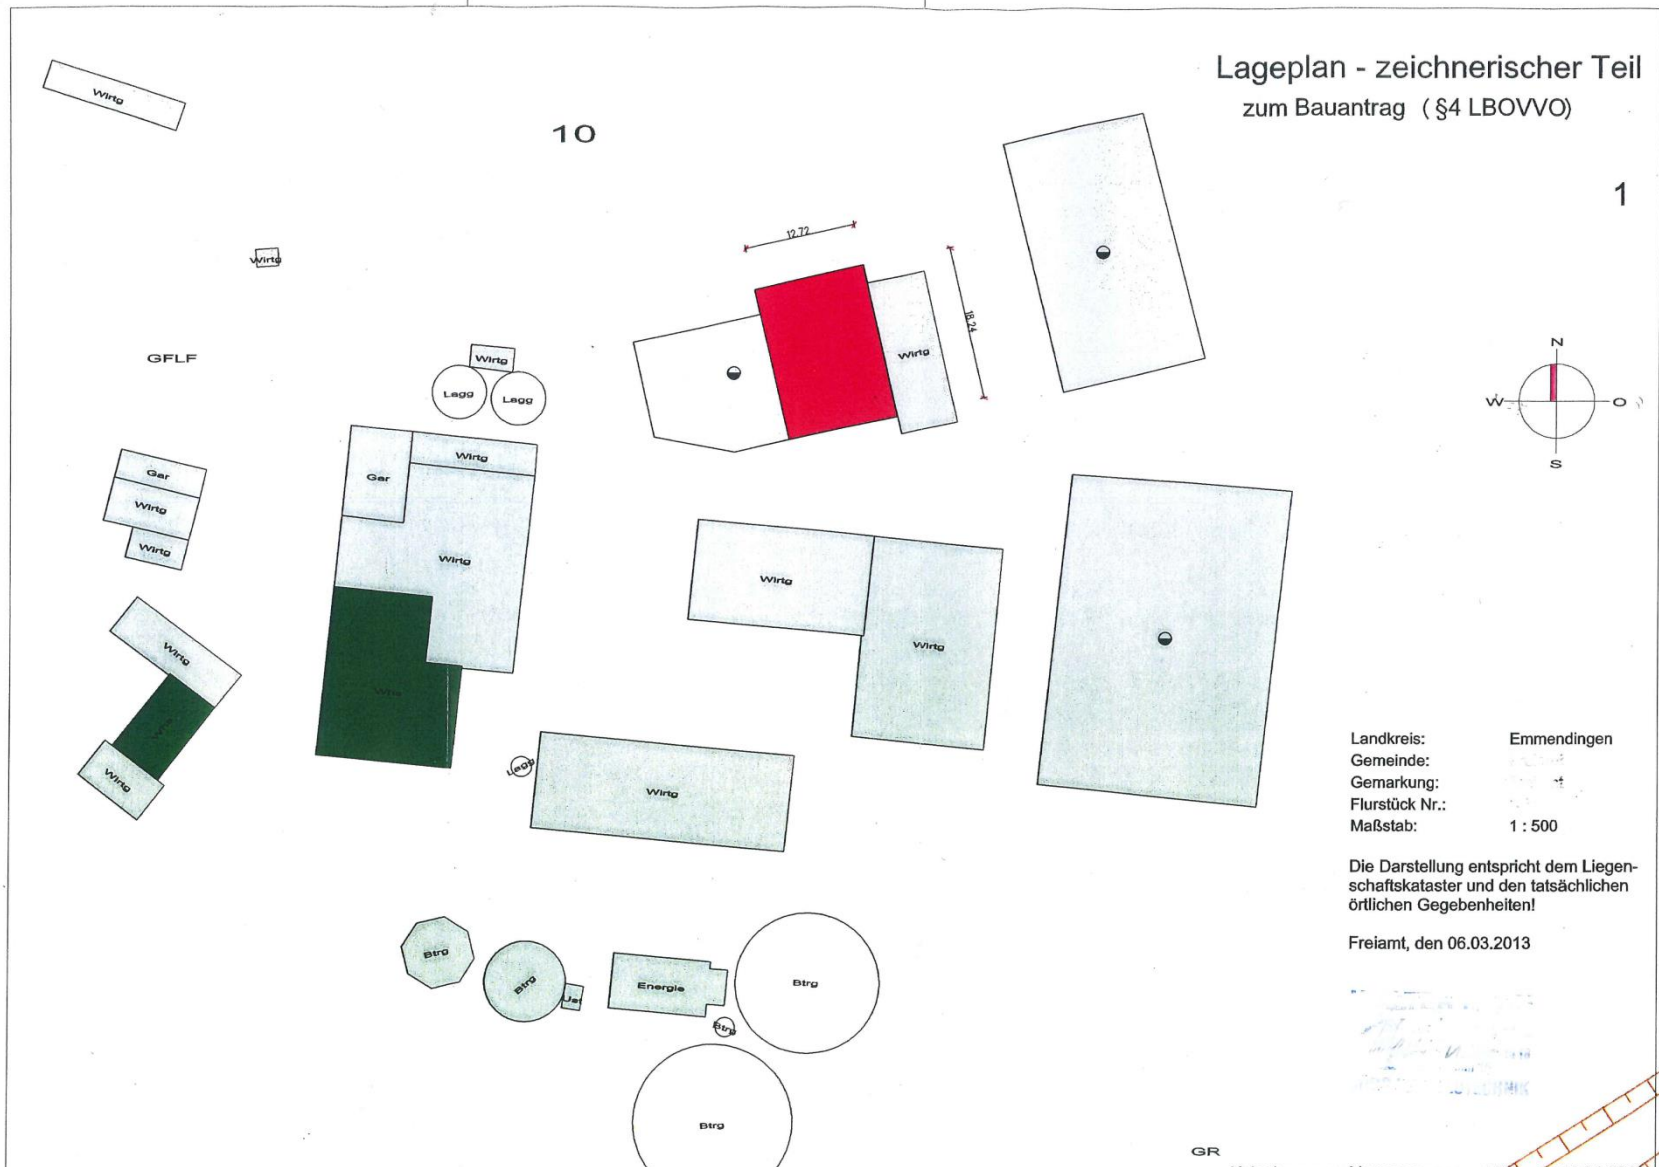 Lageplan - zeichnerischer Teil
zum Bauantrag ( §4 LBOVVO)
Wirtg
10
1
Wirtg
12.72
18.24
GFLF
Wirtg
Lagg
Lagg
Wirtg
N
W
O
S
Gar
Wirtg
Wirtg
Gar
Wirtg
Wirtg
Wirtg
Wirtg
Wirtg
Wirtg
Wirtg
Lagg
Wirtg
Landkreis: Emmendingen
Gemeinde:
Gemarkung:
Flurstück Nr.:
Maßstab: 1 : 500
Die Darstellung entspricht dem Liegen-
schaftskataster und den tatsächlichen
örtlichen Gegebenheiten!
Freiamt, den 06.03.2013
Btrg
Btrg
Energie
Btrg
Btrg
Btrg
GR